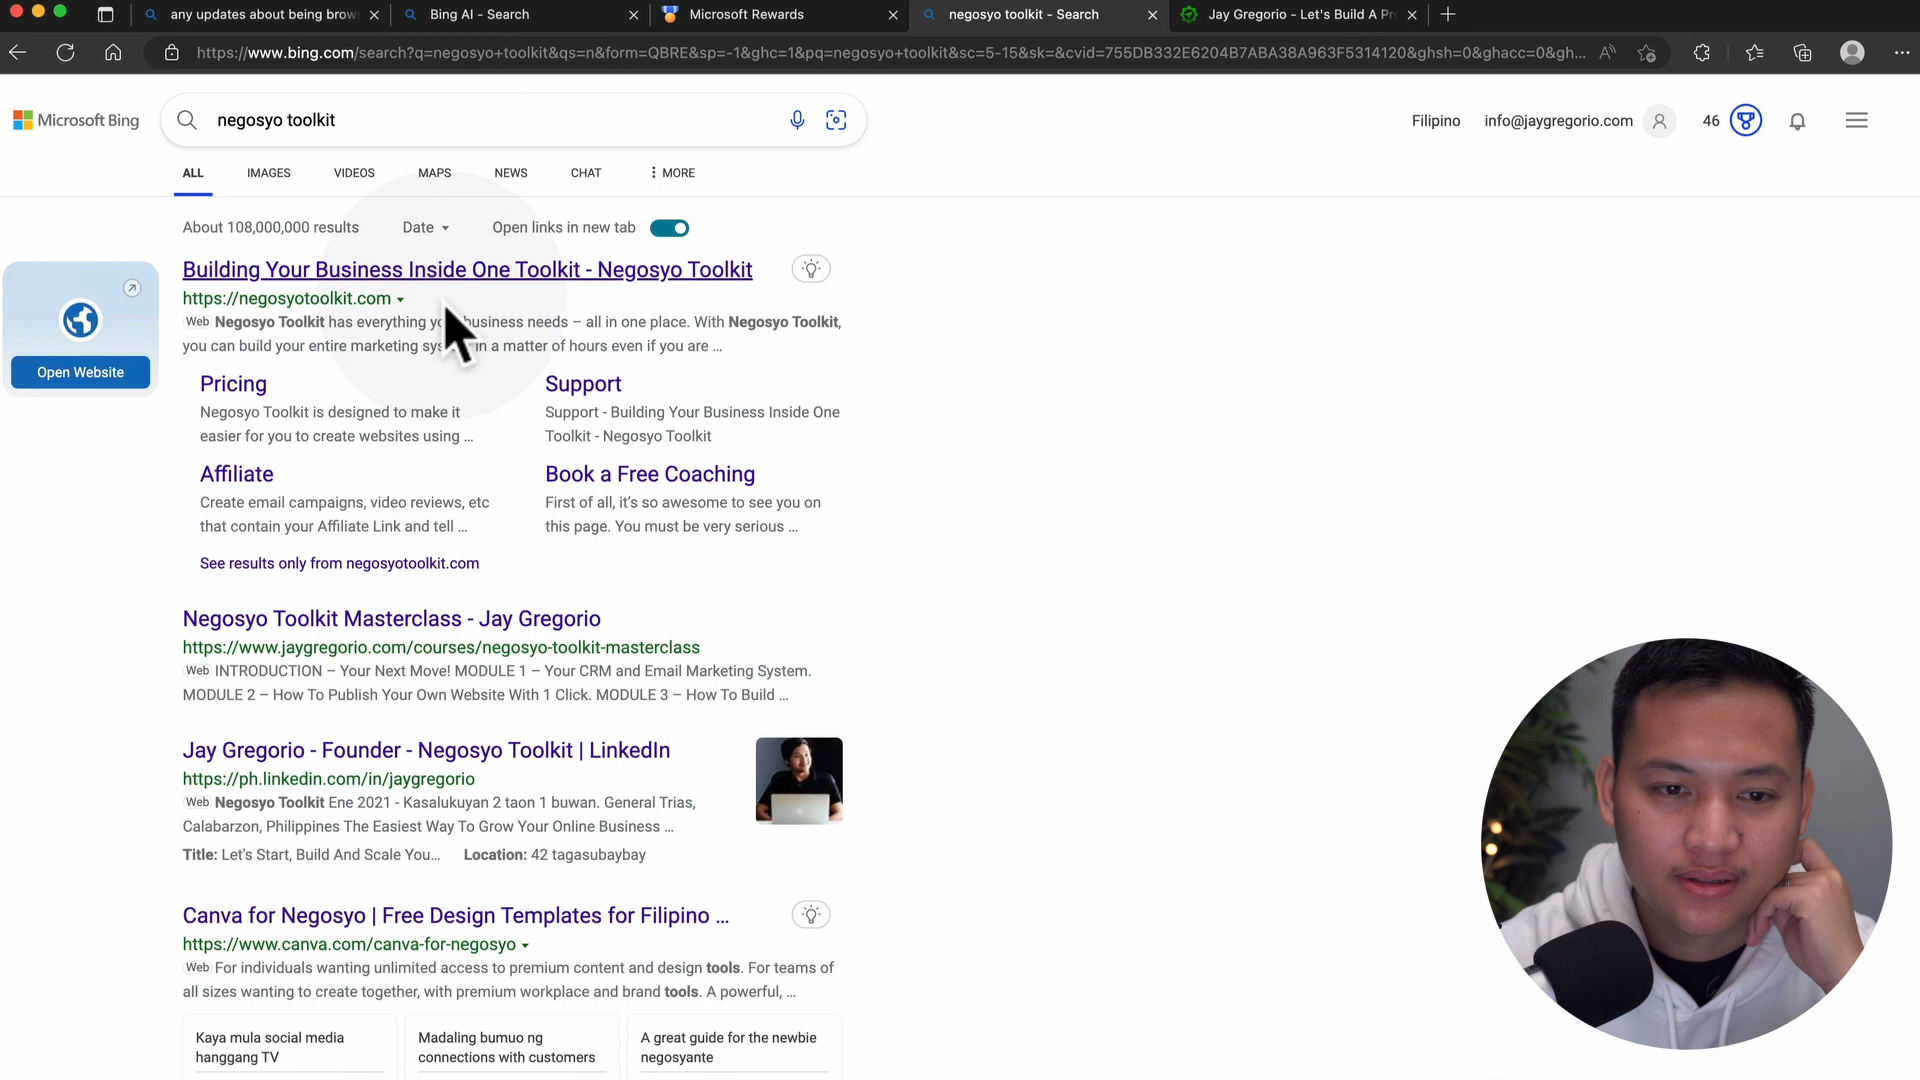 any updates about being brow
Bing AI - Search
Microsoft Rewards
negosyo toolkit - Search
Jay Gregorio - Let's Build A Pr
https://www.bing.com/search?q=negosyo+toolkit&qs=n&form=QBRE&sp=-1&ghc=1&pq=negosyo+toolkit&sc=5-15&sk=&cvid=755DB332E6204B7ABA38A963F5314120&ghsh=0&ghacc=0&gh...
Microsoft Bing
negosyo toolkit
Filipino
info@jaygregorio.com
46
ALL
IMAGES
VIDEOS
MAPS
NEWS
CHAT
MORE
About 108,000,000 results
Date
Open links in new tab
Open Website
Building Your Business Inside One Toolkit - Negosyo Toolkit
https://negosyotoolkit.com
Web Negosyo Toolkit has everything business needs – all in one place. With Negosyo Toolkit,
you can build your entire marketing in a matter of hours even if you are ...
Pricing
Negosyo Toolkit is designed to make it
easier for you to create websites using ...
Support
Support - Building Your Business Inside One
Toolkit - Negosyo Toolkit
Affiliate
Create email campaigns, video reviews, etc
that contain your Affiliate Link and tell ...
Book a Free Coaching
First of all, it's so awesome to see you on
this page. You must be very serious ...
See results only from negosyotoolkit.com
Negosyo Toolkit Masterclass - Jay Gregorio
https://www.jaygregorio.com/courses/negosyo-toolkit-masterclass
Web INTRODUCTION – Your Next Move! MODULE 1 – Your CRM and Email Marketing System.
MODULE 2 – How To Publish Your Own Website With 1 Click. MODULE 3 – How To Build ...
Jay Gregorio - Founder - Negosyo Toolkit | LinkedIn
https://ph.linkedin.com/in/jaygregorio
Web Negosyo Toolkit Ene 2021 - Kasalukuyan 2 taon 1 buwan. General Trias,
Calabarzon, Philippines The Easiest Way To Grow Your Online Business ...
Title: Let's Start, Build And Scale You... Location: 42 tagasubaybay
Canva for Negosyo | Free Design Templates for Filipino ...
https://www.canva.com/canva-for-negosyo
Web For individuals wanting unlimited access to premium content and design tools. For teams of
all sizes wanting to create together, with premium workplace and brand tools. A powerful, ...
Kaya mula social media
hanggang TV
Madaling bumuo ng
connections with customers
A great guide for the newbie
negosyante